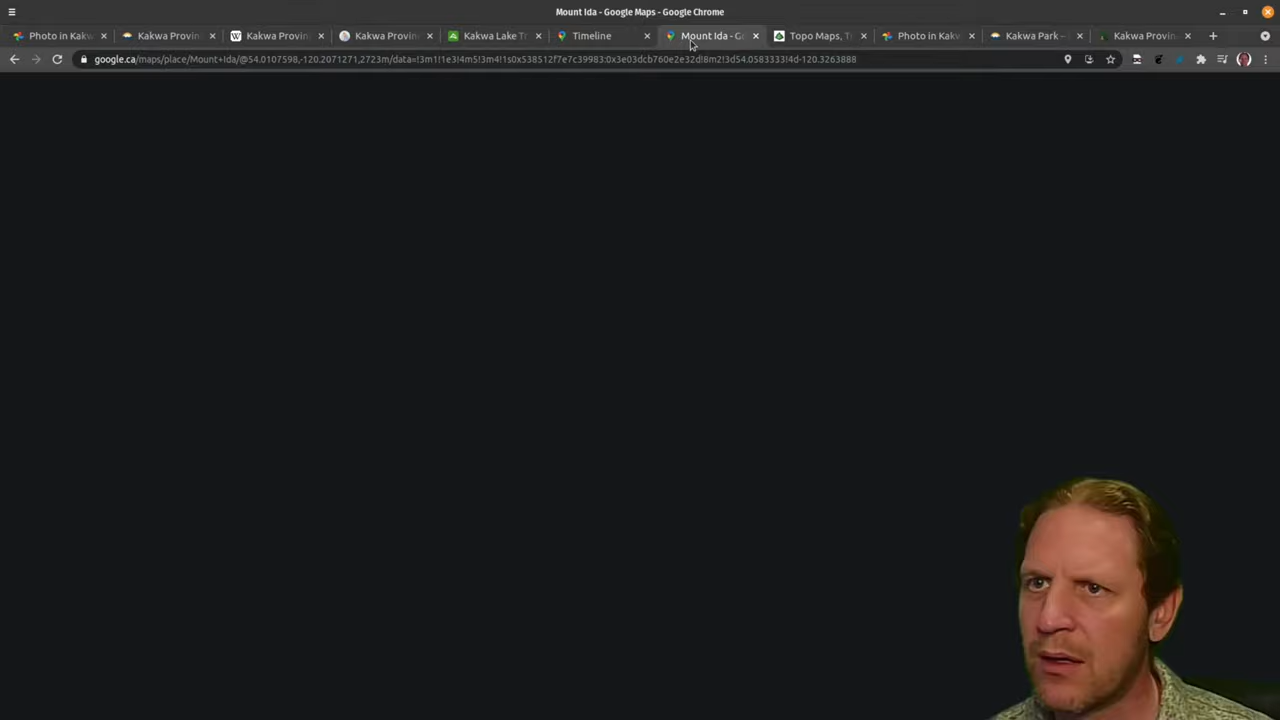 Mount Ida - Google Maps - Google Chrome
Photo in Kakw
Kakwa Provin
Kakwa Provin
Kakwa Provin
Kakwa Lake Tr
Timeline
Mount Ida - Go
Topo Maps, T
Photo in Kakw
Kakwa Park –
Kakwa Provin
google.ca/maps/place/Mount+Ida/@54.0107598,-120.2071271,2723m/data=!3m1!1e3!4m5!3m4!1s0x538512f7e7c39983:0x3e03dcb760e2e32d!8m2!3d54.0583333!4d-120.3263888